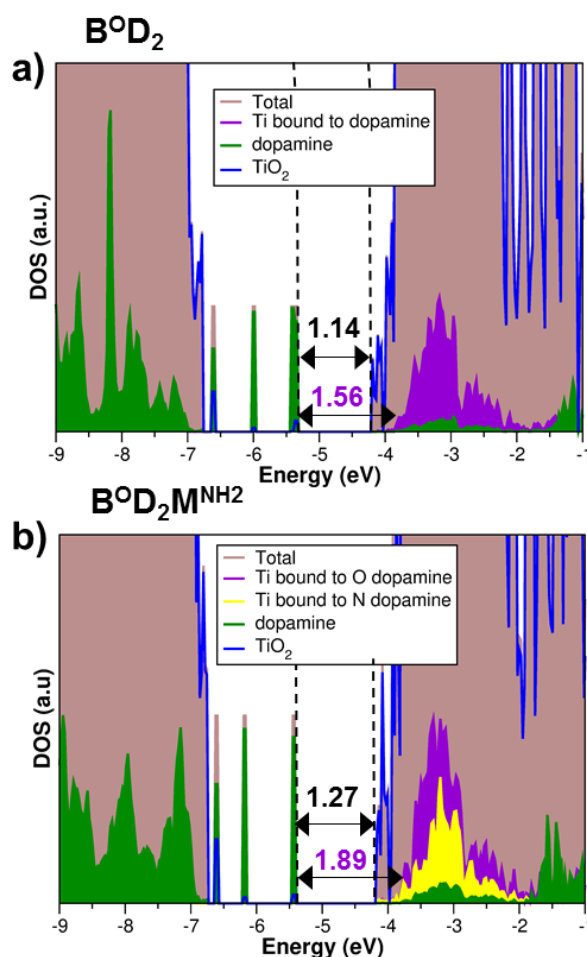 BᴼD₂
a)
Total
Ti bound to dopamine
dopamine
TiO₂
1.14
1.56
DOS (a.u.)
-9 -8 -7 -6 -5 -4 -3 -2 -1
Energy (eV)
BᴼD₂Mᴺᴴ²
b)
Total
Ti bound to O dopamine
Ti bound to N dopamine
dopamine
TiO₂
1.27
1.89
DOS (a.u)
-9 -8 -7 -6 -5 -4 -3 -2 -1
Energy (eV)